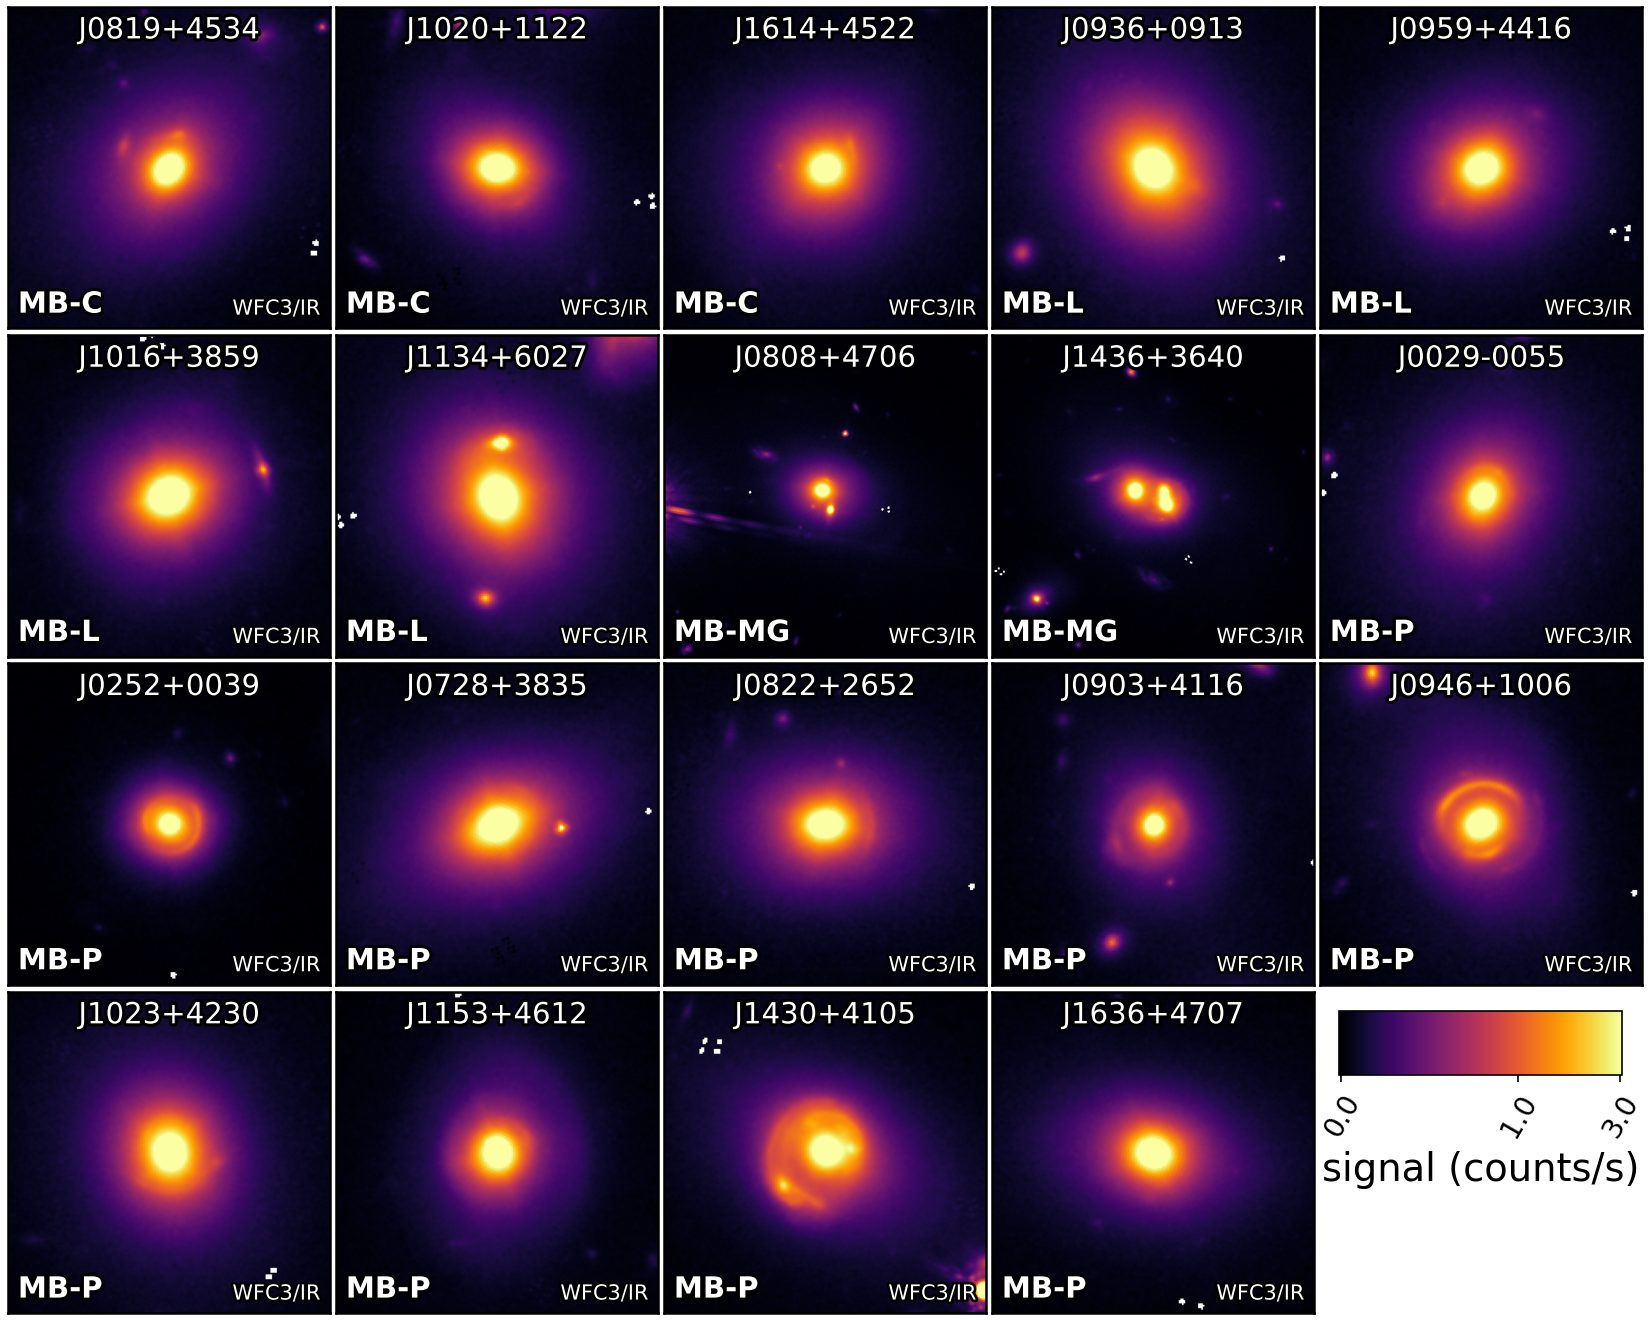 J0819+4534
MB-C
WFC3/IR
J1020+1122
MB-C
WFC3/IR
J1614+4522
MB-C
WFC3/IR
J0936+0913
MB-L
WFC3/IR
J0959+4416
MB-L
WFC3/IR
J1016+3859
MB-L
WFC3/IR
J1134+6027
MB-L
WFC3/IR
J0808+4706
MB-MG
WFC3/IR
J1436+3640
MB-MG
WFC3/IR
J0029-0055
MB-P
WFC3/IR
J0252+0039
MB-P
WFC3/IR
J0728+3835
MB-P
WFC3/IR
J0822+2652
MB-P
WFC3/IR
J0903+4116
MB-P
WFC3/IR
J0946+1006
MB-P
WFC3/IR
J1023+4230
MB-P
WFC3/IR
J1153+4612
MB-P
WFC3/IR
J1430+4105
MB-P
WFC3/IR
J1636+4707
MB-P
WFC3/IR
0.0
1.0
3.0
signal (counts/s)